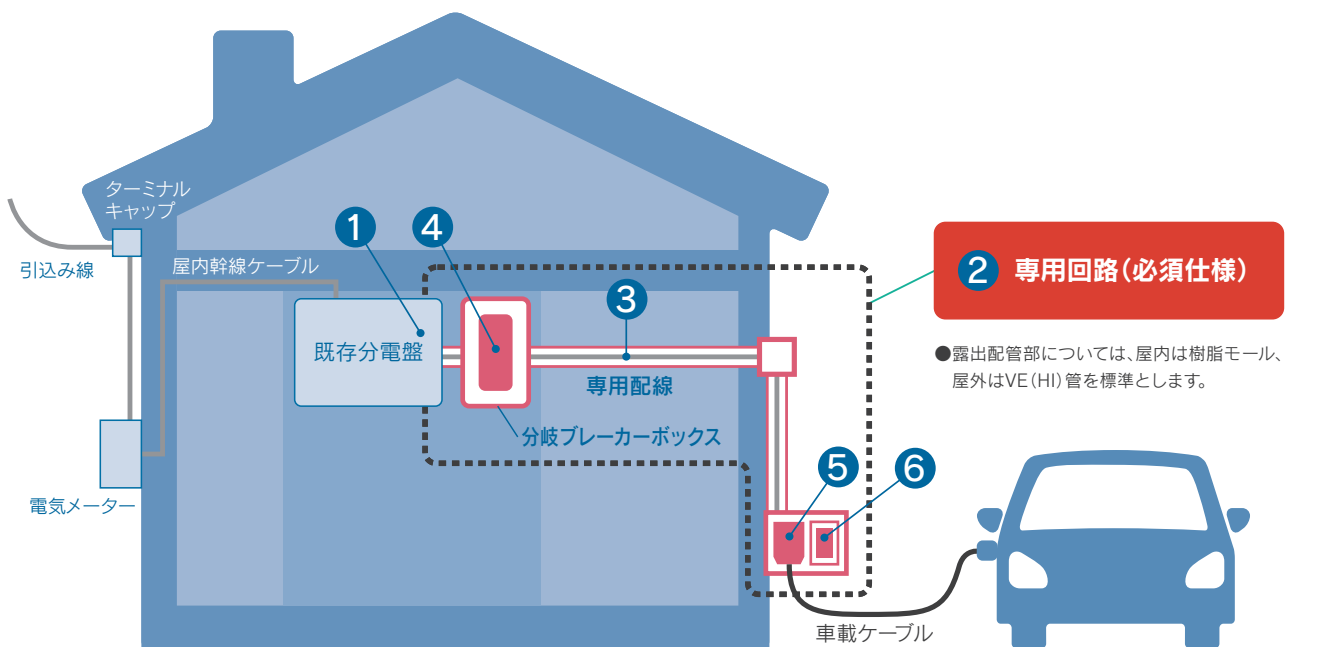 ターミナル
キャップ
引込み線
屋内幹線ケーブル
1
4
3
2 専用回路(必須仕様)
既存分電盤
専用配線
●露出配管部については、屋内は樹脂モール、
屋外はVE(HI)管を標準とします。
分岐ブレーカーボックス
5
6
電気メーター
車載ケーブル